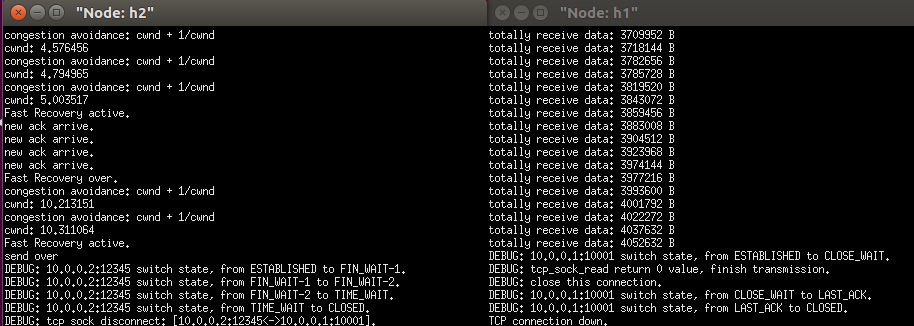 "Node: h2"
congestion avoidance: cwnd + 1/cwnd
cwnd: 4.576456
congestion avoidance: cwnd + 1/cwnd
cwnd: 4.794965
congestion avoidance: cwnd + 1/cwnd
cwnd: 5.003517
Fast Recovery active.
new ack arrive.
new ack arrive.
new ack arrive.
new ack arrive.
Fast Recovery over.
congestion avoidance: cwnd + 1/cwnd
cwnd: 10.213151
congestion avoidance: cwnd + 1/cwnd
cwnd: 10.311064
Fast Recovery active.
send over
DEBUG: 10.0.0.2:12345 switch state, from ESTABLISHED to FIN_WAIT-1.
DEBUG: 10.0.0.2:12345 switch state, from FIN_WAIT-1 to FIN_WAIT-2.
DEBUG: 10.0.0.2:12345 switch state, from FIN_WAIT-2 to TIME_WAIT.
DEBUG: 10.0.0.2:12345 switch state, from TIME_WAIT to CLOSED.
DEBUG: tcp sock disconnect: [10.0.0.2:12345<->10.0.0.1:10001].
"Node: h1"
totally receive data: 3709952 B
totally receive data: 3718144 B
totally receive data: 3782656 B
totally receive data: 3785728 B
totally receive data: 3819520 B
totally receive data: 3843072 B
totally receive data: 3859456 B
totally receive data: 3883008 B
totally receive data: 3904512 B
totally receive data: 3923968 B
totally receive data: 3974144 B
totally receive data: 3977216 B
totally receive data: 3993600 B
totally receive data: 4001792 B
totally receive data: 4022272 B
totally receive data: 4037632 B
totally receive data: 4052632 B
DEBUG: 10.0.0.1:10001 switch state, from ESTABLISHED to CLOSE_WAIT.
DEBUG: tcp_sock_read return 0 value, finish transmission.
DEBUG: close this connection.
DEBUG: 10.0.0.1:10001 switch state, from CLOSE_WAIT to LAST_ACK.
DEBUG: 10.0.0.1:10001 switch state, from LAST_ACK to CLOSED.
TCP connection down.